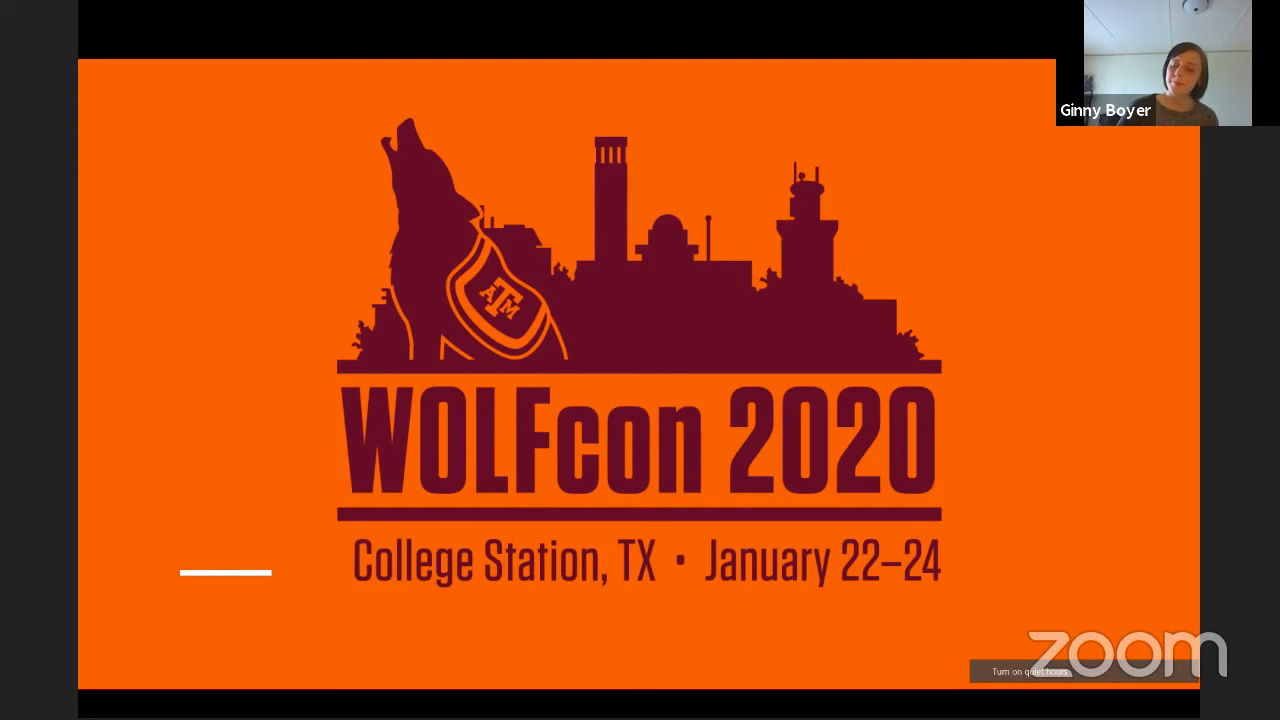 Ginny Boyer
ATM
WOLFcon 2020
College Station, TX • January 22–24
zoom
Turn on quiet hours